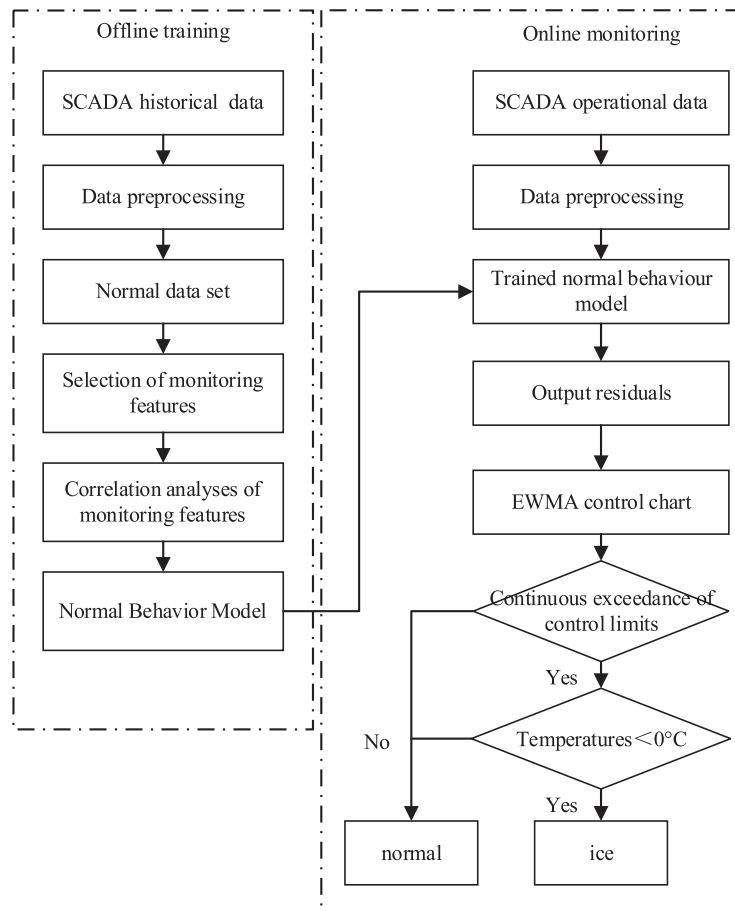 Offline training
SCADA historical data
Data preprocessing
Normal data set
Selection of monitoring
features
Correlation analyses of
monitoring features
Normal Behavior Model
Online monitoring
SCADA operational data
Data preprocessing
Trained normal behaviour
model
Output residuals
EWMA control chart
Continuous exceedance of
control limits
Yes
Temperatures＜0°C
No
Yes
normal
ice